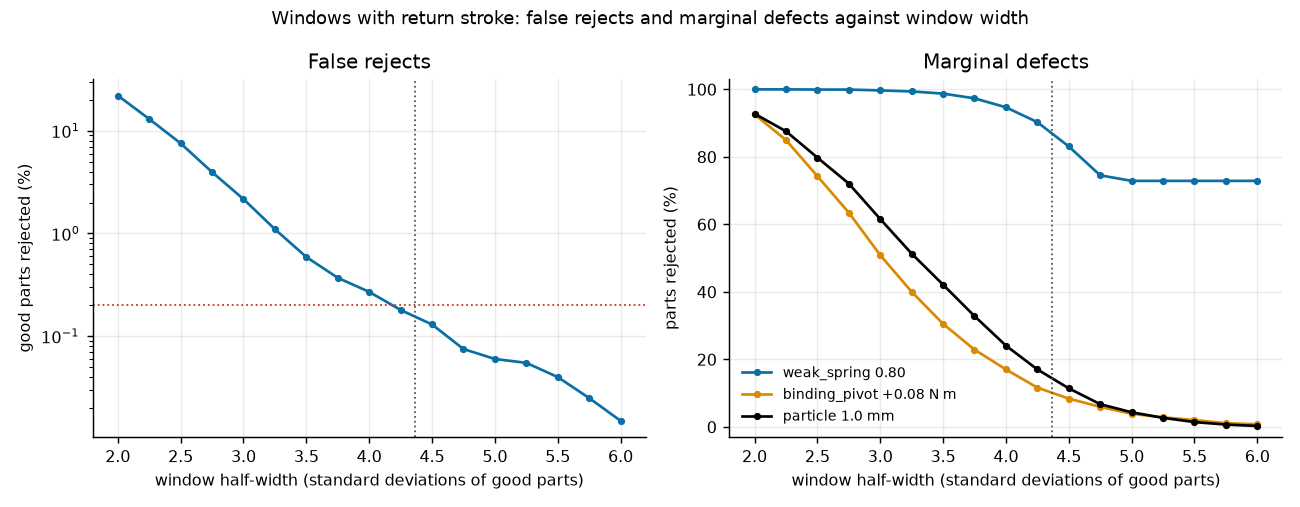 Windows with return stroke: false rejects and marginal defects against window width
False rejects
good parts rejected (%)
10¹
10⁰
10⁻¹
2.0 2.5 3.0 3.5 4.0 4.5 5.0 5.5 6.0
window half-width (standard deviations of good parts)
Marginal defects
parts rejected (%)
100
80
60
40
20
0
weak_spring 0.80
binding_pivot +0.08 N m
particle 1.0 mm
2.0 2.5 3.0 3.5 4.0 4.5 5.0 5.5 6.0
window half-width (standard deviations of good parts)